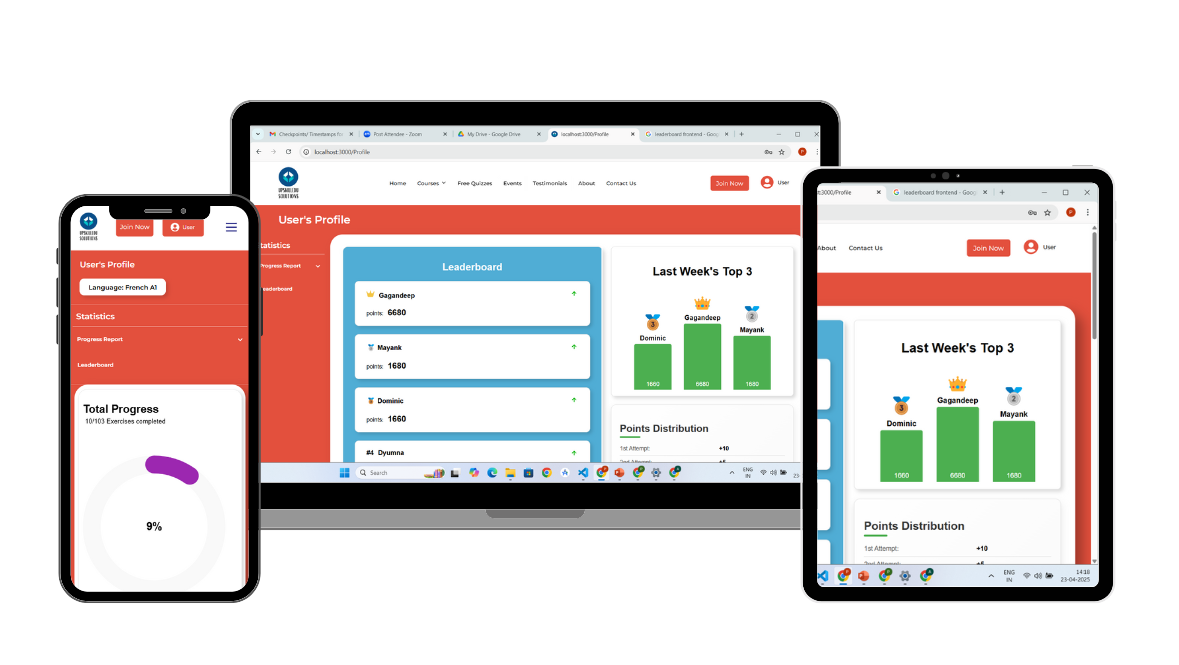 UPSKILLEDU
SOLUTIONS
Join Now
User
User's Profile
Language: French A1
Statistics
Progress Report
Leaderboard
Total Progress
10/103 Exercises completed
9%
Checkpoints/ Timestamps for
Post Attendee - Zoom
My Drive - Google Drive
localhost:3000/Profile
leaderboard frontend - Goog
localhost:3000/Profile
P
UPSKILLEDU
SOLUTIONS
Home
Courses
Free Quizzes
Events
Testimonials
About
Contact Us
Join Now
User
User's Profile
tatistics
Progress Report
eaderboard
Leaderboard
Gagandeep
points: 6680
Mayank
points: 1680
Dominic
points: 1660
#4 Dyumna
Last Week's Top 3
3
Dominic
1660
Gagandeep
6680
2
Mayank
1680
Points Distribution
1st Attempt: +10
2nd Attempt: +5
Search
ENG
IN
23-
:3000/Profile
leaderboard frontend - Goog
P
About
Contact Us
Join Now
User
Last Week's Top 3
3
Dominic
1660
Gagandeep
6680
2
Mayank
1680
Points Distribution
1st Attempt: +10
2nd Attempt: +5
ENG
IN
14:18
23-04-2025